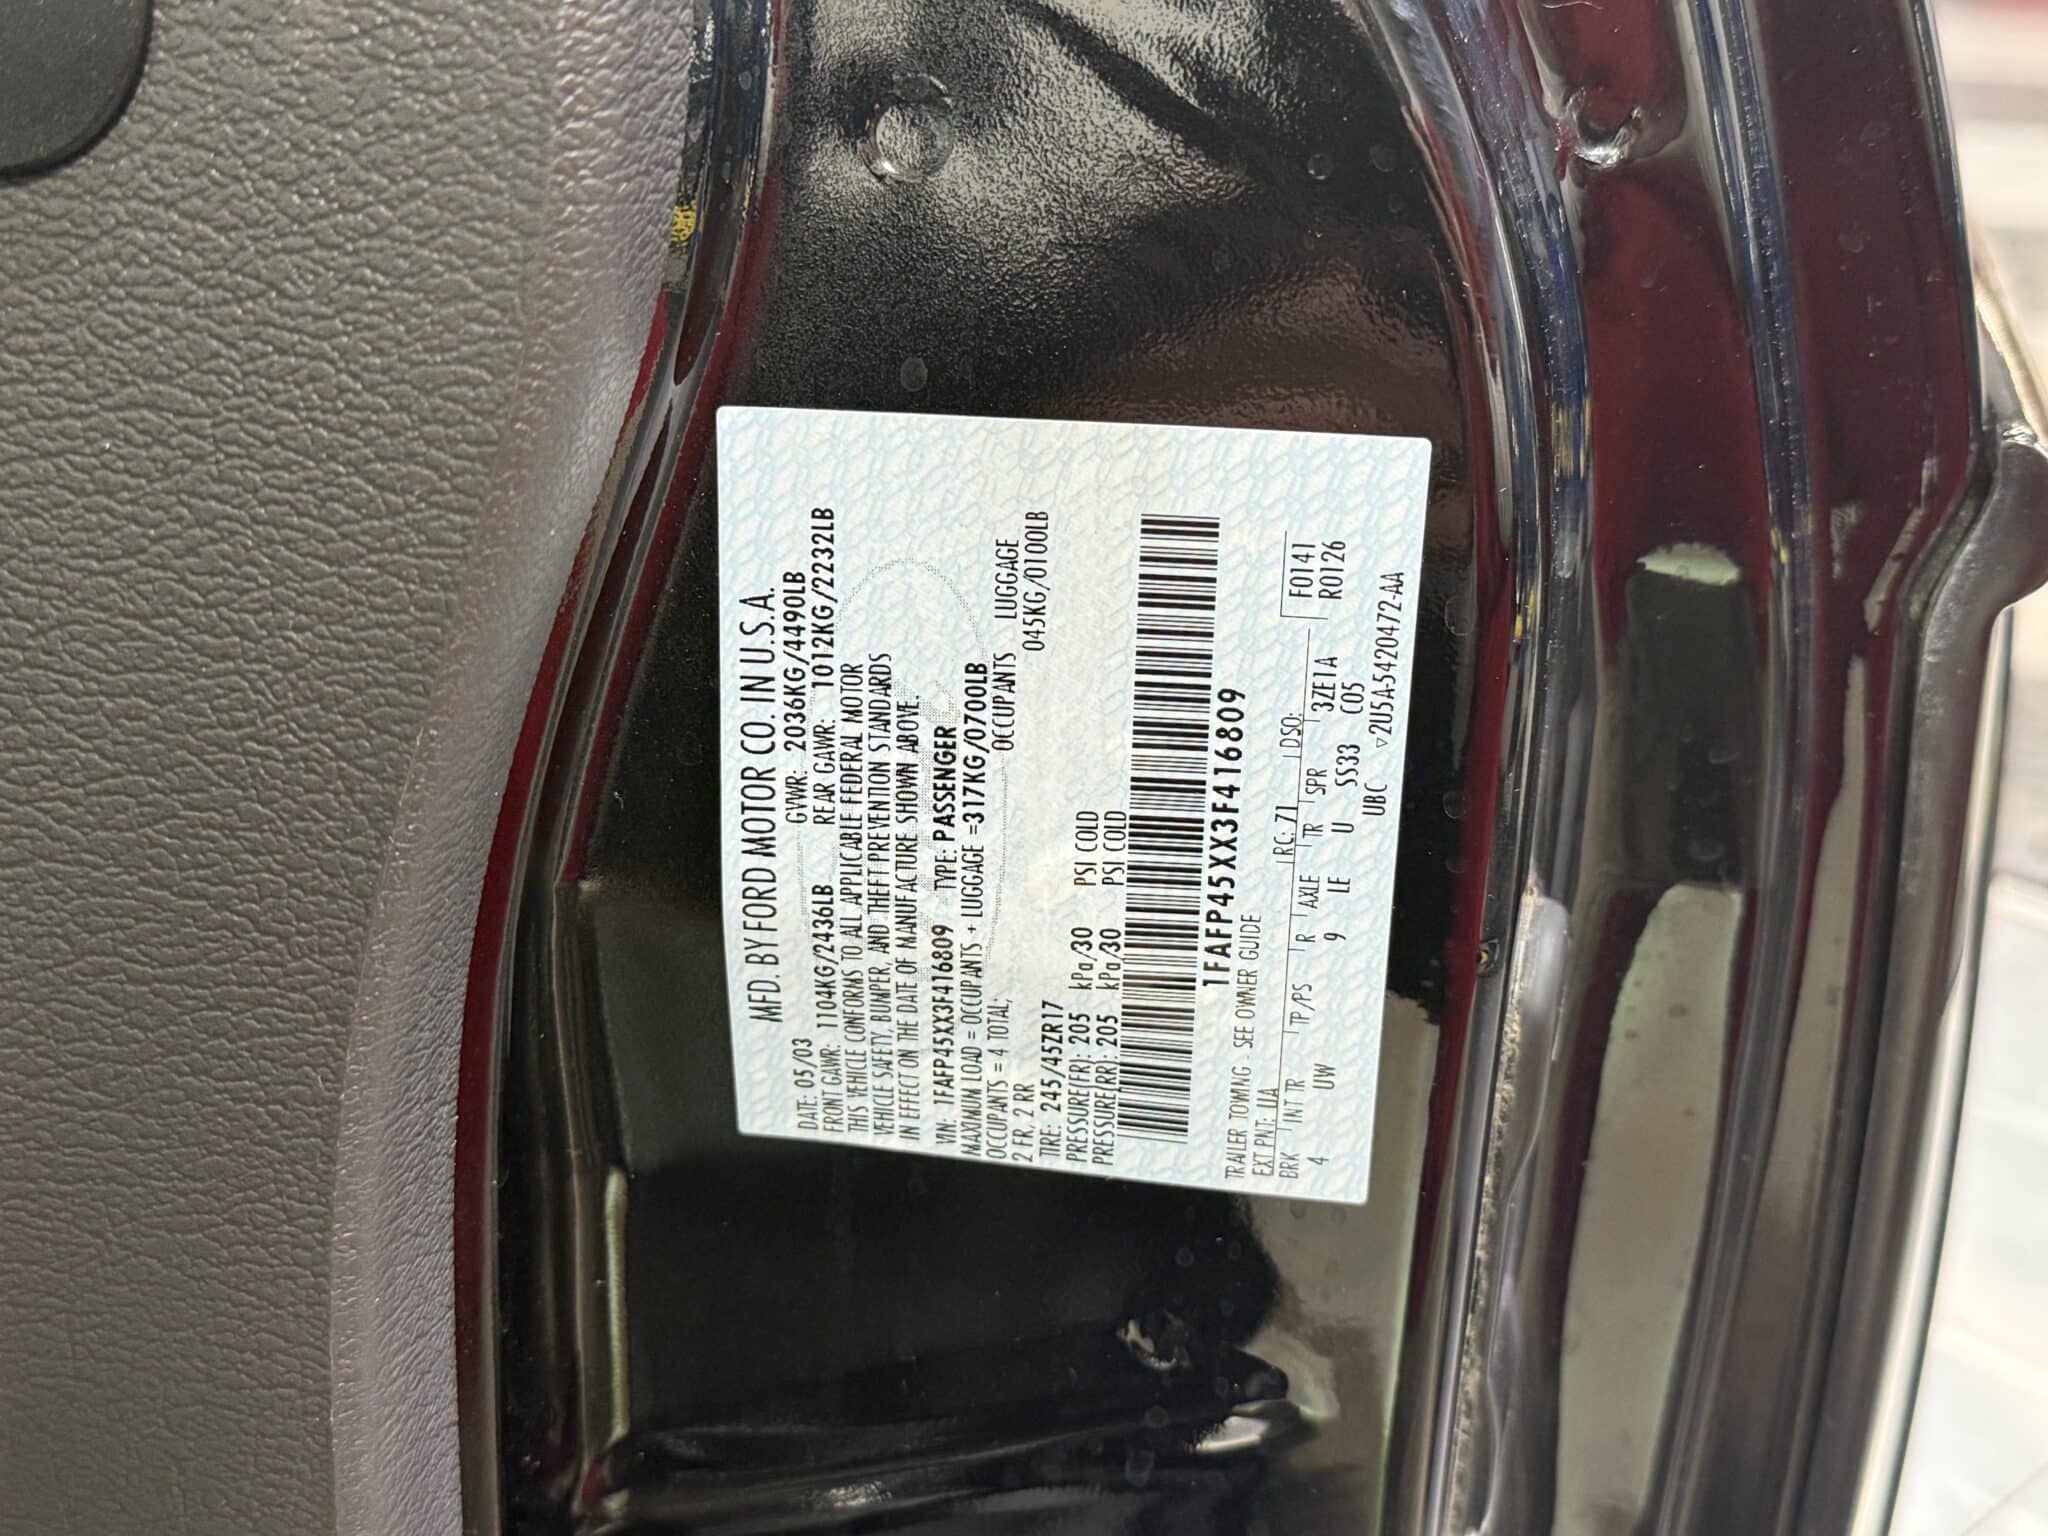 MFD. BY FORD MOTOR CO. IN U.S.A.
DATE: 05/03 GVWR: 2036KG/4490LB
FRONT GAWR: 1104KG/2436LB REAR GAWR: 1012KG/2232LB
THIS VEHICLE CONFORMS TO ALL APPLICABLE FEDERAL MOTOR
VEHICLE SAFETY, BUMPER, AND THEFT PREVENTION STANDARDS
IN EFFECT ON THE DATE OF MANUFACTURE SHOWN ABOVE.
VIN: 1FAFP45XX3F416809 TYPE: PASSENGER
MAXIMUM LOAD = OCCUPANTS + LUGGAGE =317KG/0700LB
OCCUPANTS = 4 TOTAL; OCCUPANTS LUGGAGE
2 FR, 2 RR 045KG/0100LB
TIRE: 245/45ZR17
PRESSURE(FR): 205 kPa/30 PSI COLD
PRESSURE(RR): 205 kPa/30 PSI COLD
1FAFP45XX3F416809
TRAILER TOWING - SEE OWNER GUIDE
EXT PNT: UA RC: 71 DSO: F0141
BRK INT TR TP/PS R AXLE TR SPR 3ZE1A R0126
4 UW 9 LE U SS33 C05
UBC ▽2U5A-5420472-AA